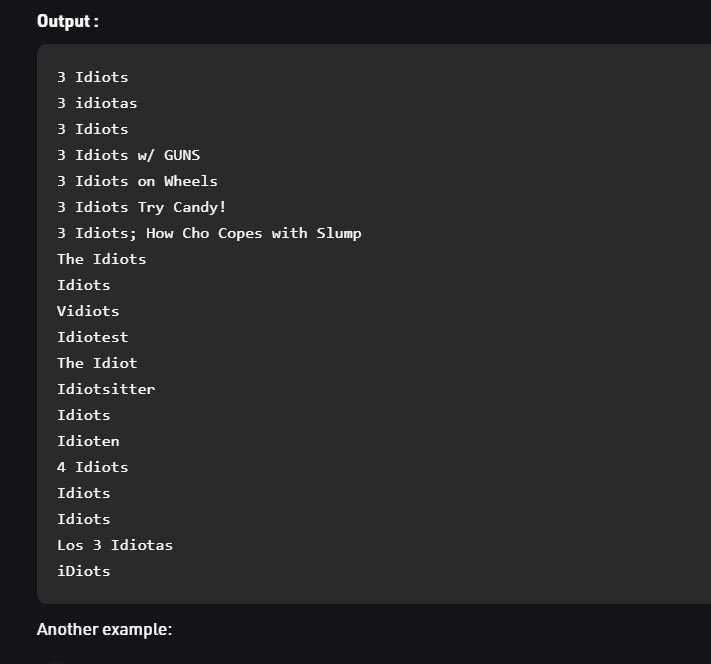 Output :
3 Idiots
3 idiotas
3 Idiots
3 Idiots w/ GUNS
3 Idiots on Wheels
3 Idiots Try Candy!
3 Idiots; How Cho Copes with Slump
The Idiots
Idiots
Vidiots
Idiotest
The Idiot
Idiotsitter
Idiots
Idioten
4 Idiots
Idiots
Idiots
Los 3 Idiotas
iDiots
Another example: